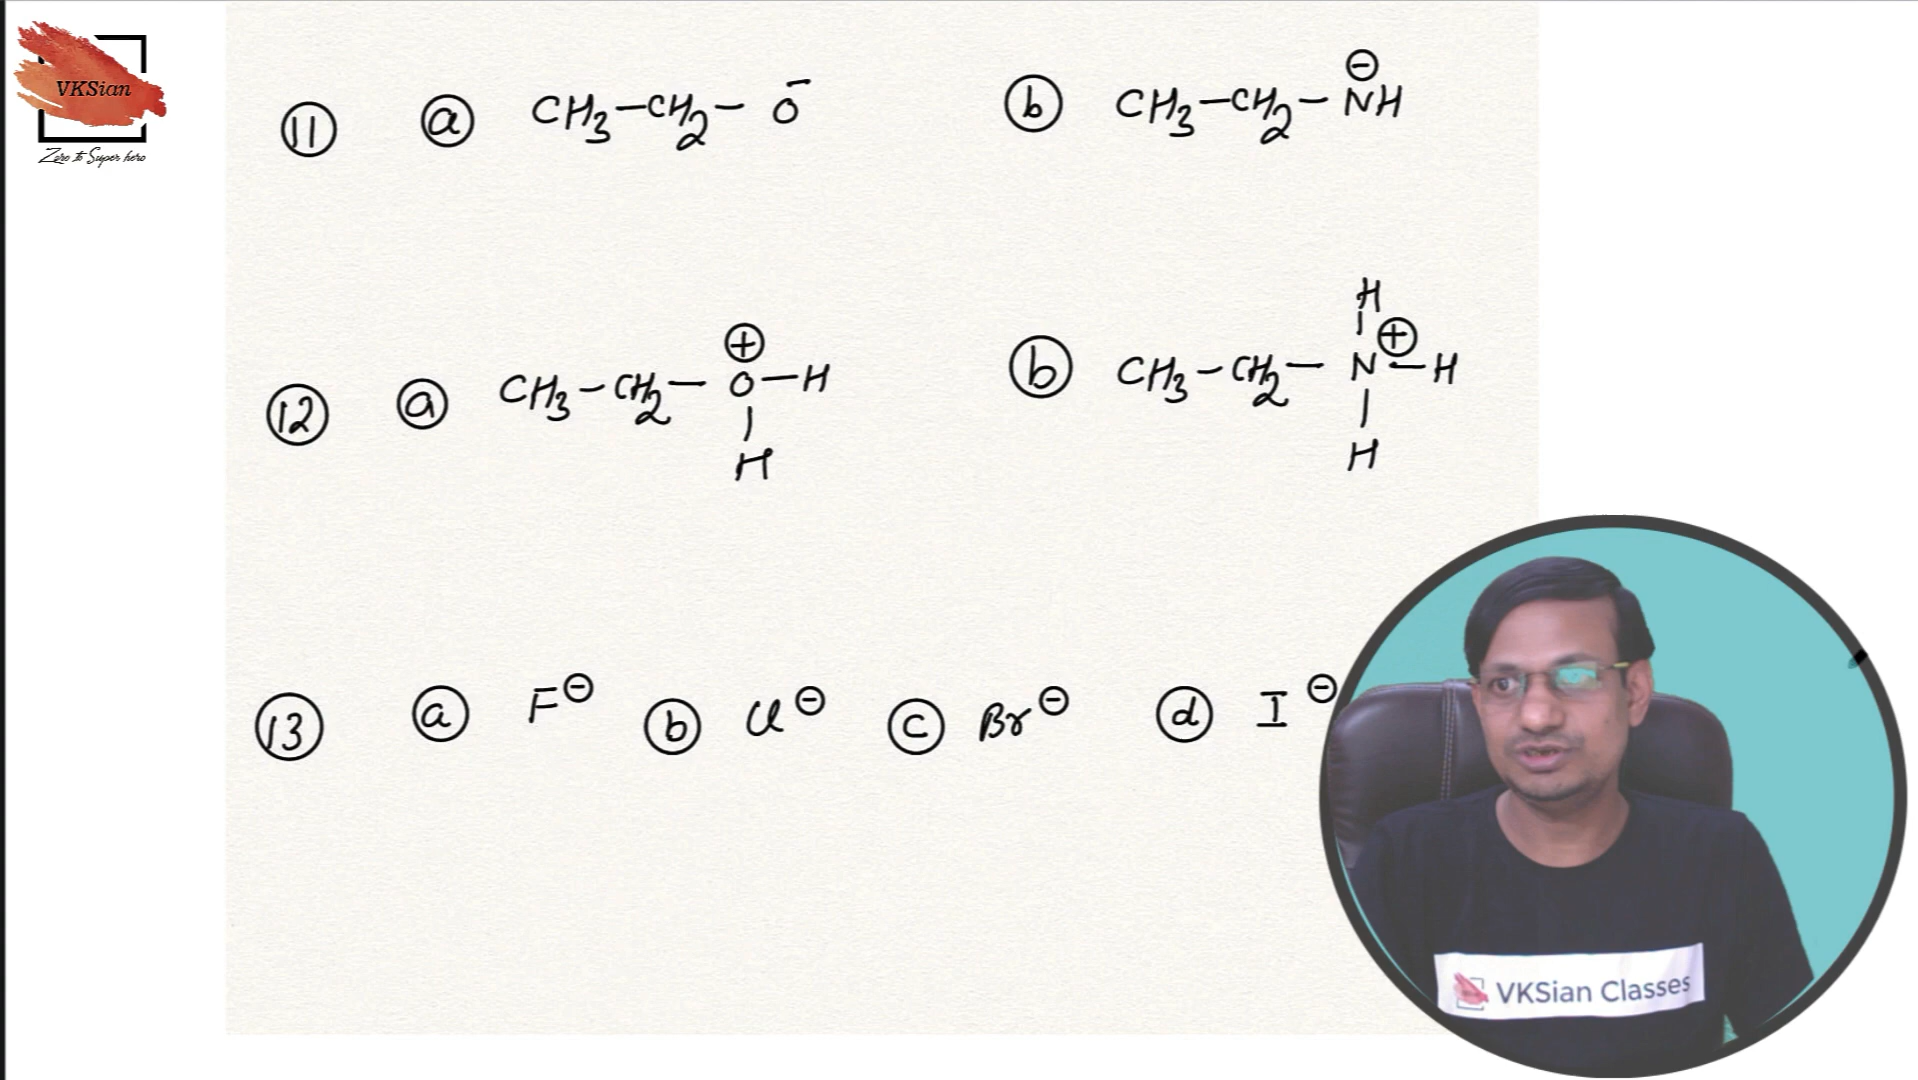 VKSian
Zero to Super hero
⑪ ⓐ CH₃—CH₂—O⁻ ⓑ CH₃—CH₂—N⊖H
H
⑫ ⓐ CH₃—CH₂—O⊕—H ⓑ CH₃—CH₂—N⊕—H
H H
⑬ ⓐ F⊖ ⓑ Cl⊖ ⓒ Br⊖ ⓓ I⊖
VKSian Classes